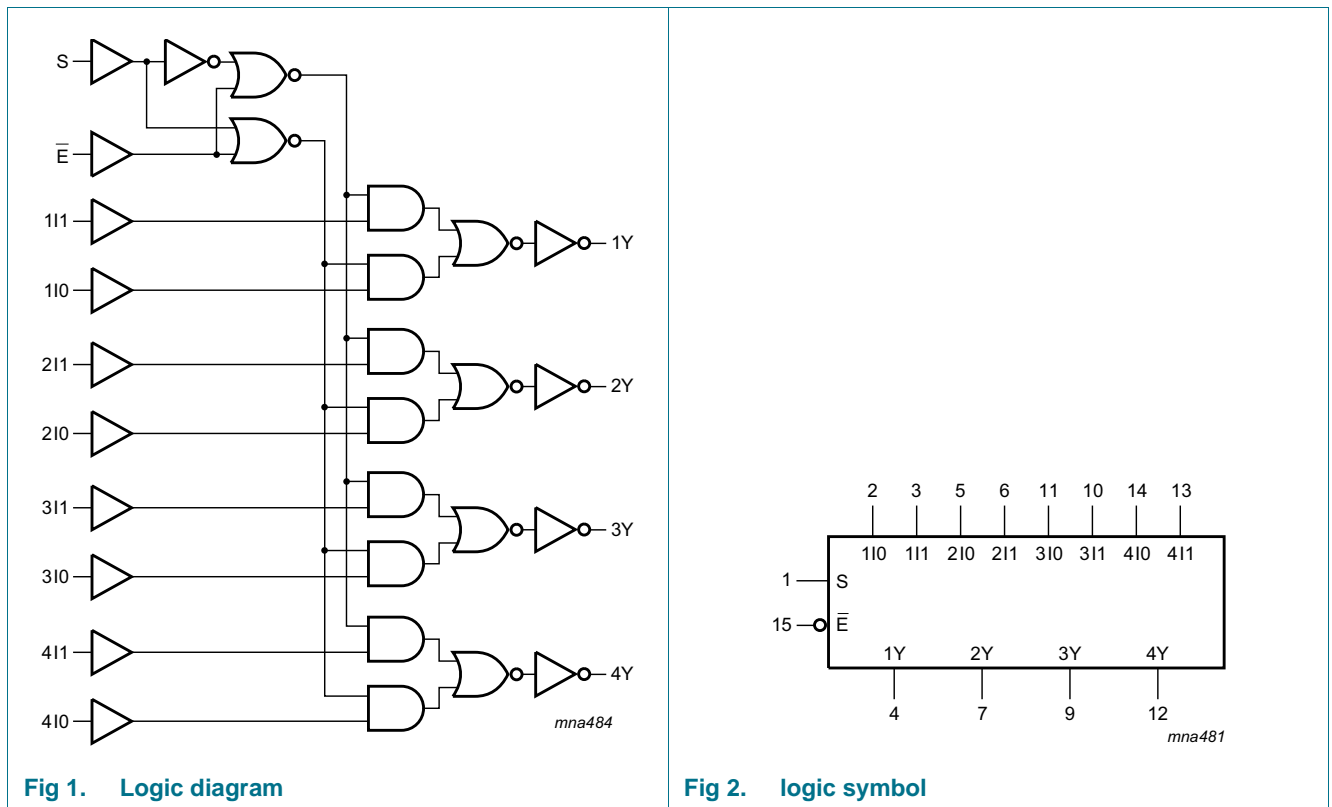 S
E̅
1I1
1I0
1Y
2I1
2I0
2Y
3I1
3I0
3Y
4I1
4I0
4Y
mna484
Fig 1. Logic diagram
2 3 5 6 11 10 14 13
1I0 1I1 2I0 2I1 3I0 3I1 4I0 4I1
1 S
15 E̅
1Y 2Y 3Y 4Y
4 7 9 12
mna481
Fig 2. logic symbol